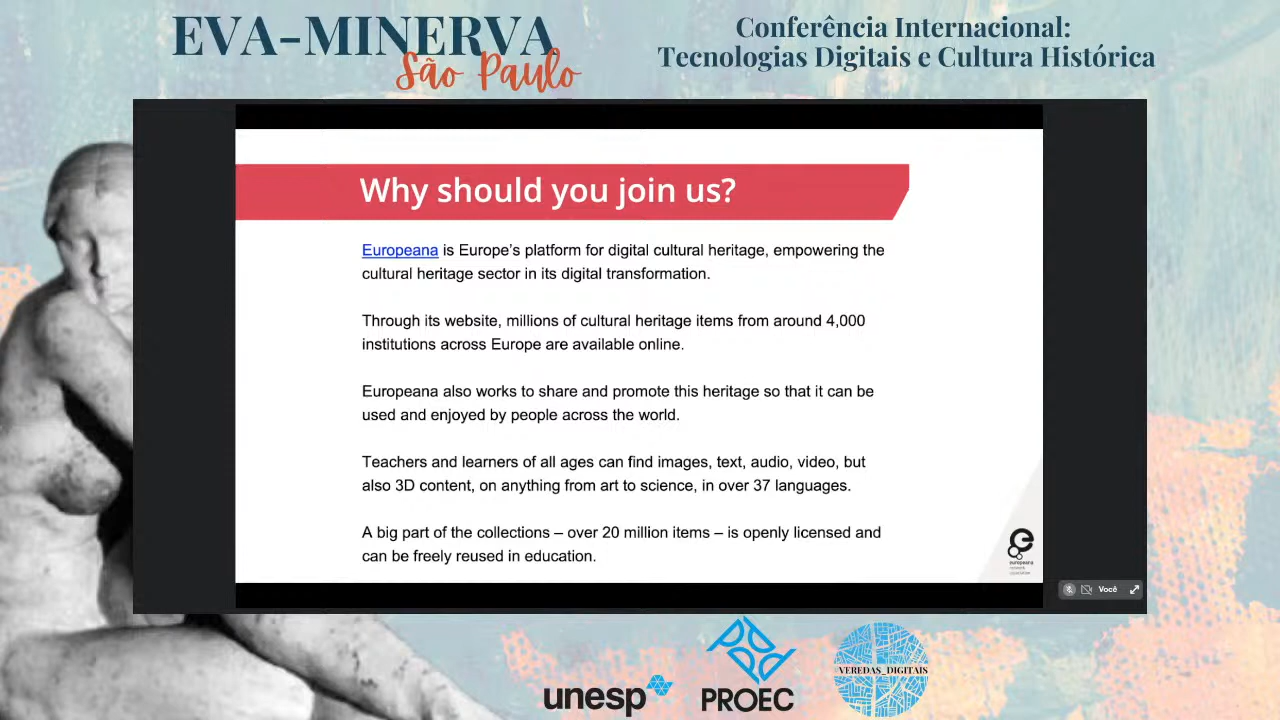 EVA-MINERVA
São Paulo
Conferência Internacional:
Tecnologias Digitais e Cultura Histórica
Why should you join us?
Europeana is Europe’s platform for digital cultural heritage, empowering the
cultural heritage sector in its digital transformation.
Through its website, millions of cultural heritage items from around 4,000
institutions across Europe are available online.
Europeana also works to share and promote this heritage so that it can be
used and enjoyed by people across the world.
Teachers and learners of all ages can find images, text, audio, video, but
also 3D content, on anything from art to science, in over 37 languages.
A big part of the collections – over 20 million items – is openly licensed and
can be freely reused in education.
europeana
network
association
Você
unesp
PROEC
VEREDAS_DIGITAIS